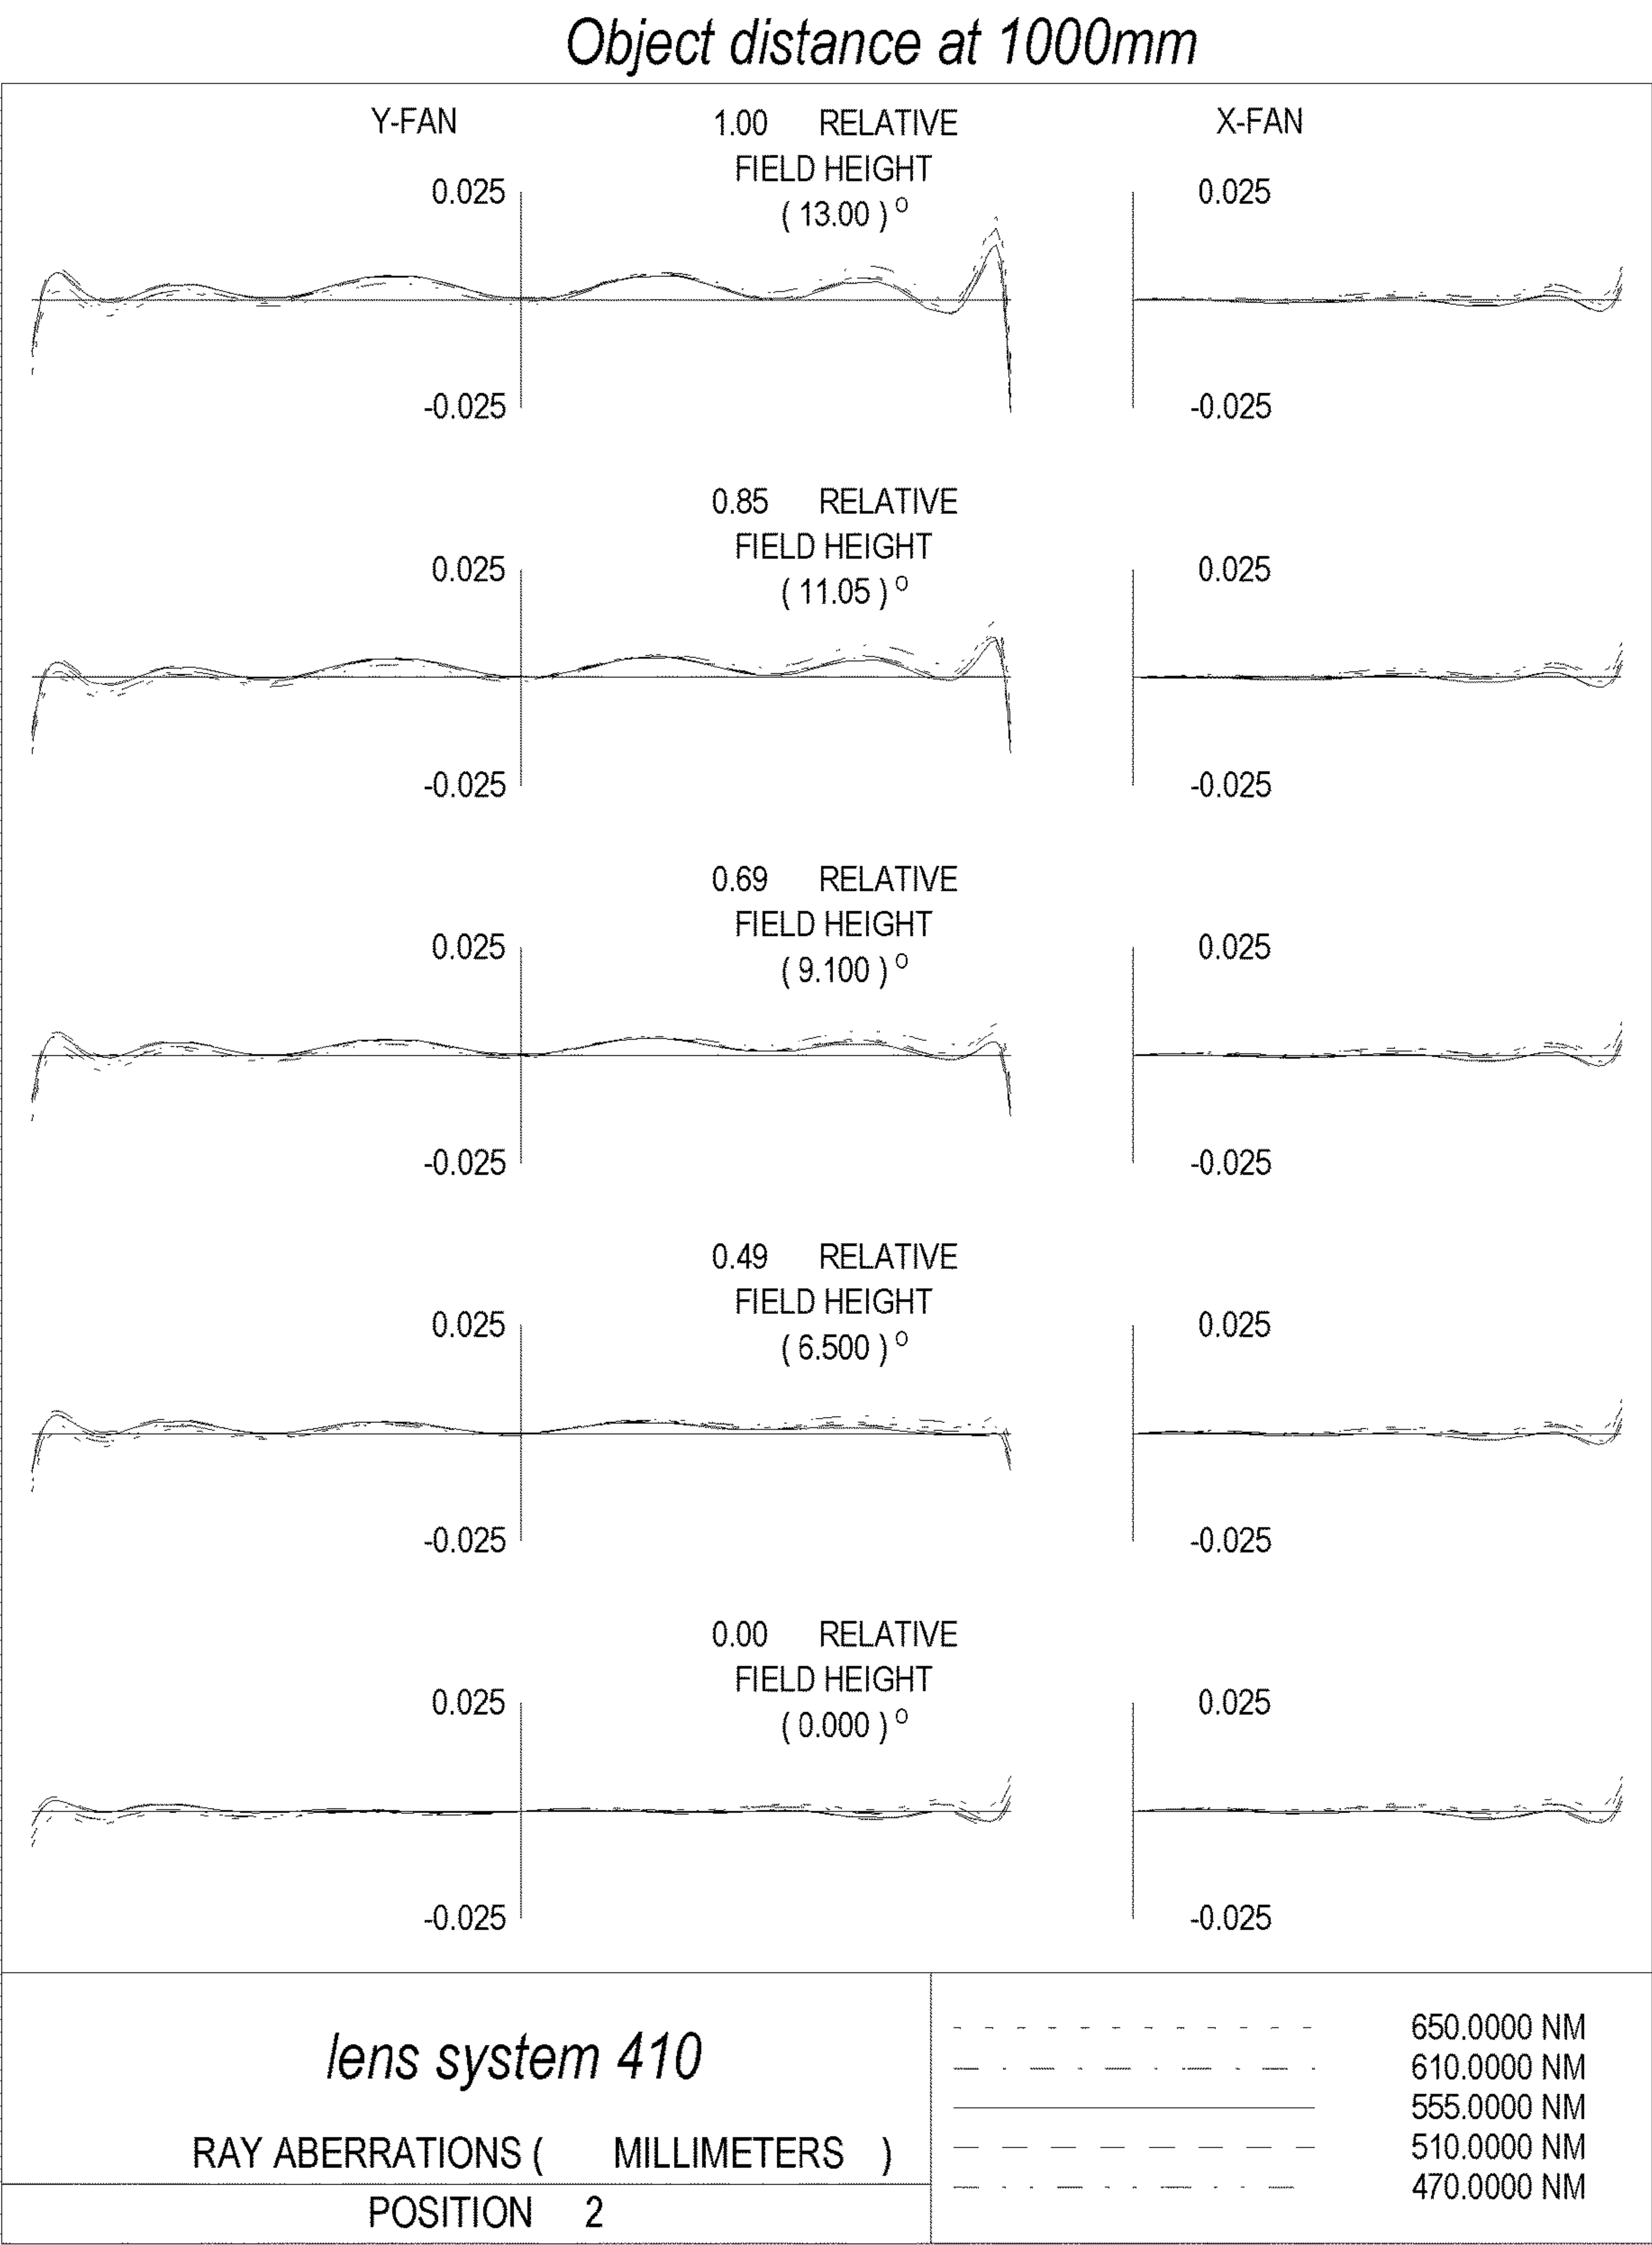 Object distance at 1000mm
Y-FAN 1.00 RELATIVE X-FAN
FIELD HEIGHT
0.025 0.025
( 13.00 ) O
-0.025 -0.025
0.85 RELATIVE
FIELD HEIGHT
0.025 0.025
( 11.05 ) O
-0.025 -0.025
0.69 RELATIVE
FIELD HEIGHT
0.025 0.025
( 9.100 ) O
-0.025 -0.025
0.49 RELATIVE
FIELD HEIGHT
0.025 0.025
( 6.500 ) O
-0.025 -0.025
0.00 RELATIVE
FIELD HEIGHT
0.025 0.025
( 0.000 ) O
-0.025 -0.025
lens system 410
RAY ABERRATIONS ( MILLIMETERS )
POSITION 2
650.0000 NM
610.0000 NM
555.0000 NM
510.0000 NM
470.0000 NM